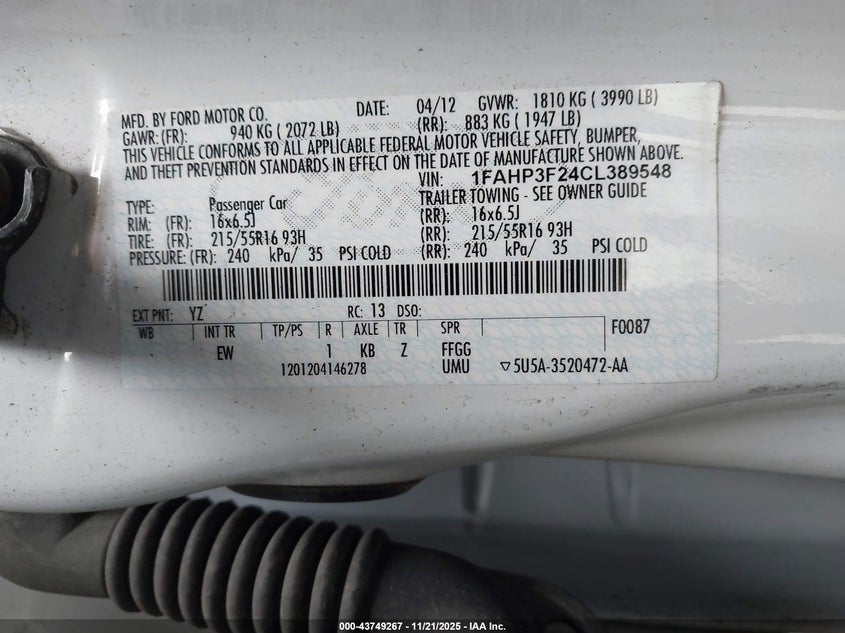 MFD. BY FORD MOTOR CO. DATE: 04/12 GVWR: 1810 KG ( 3990 LB)
GAWR: (FR): 940 KG ( 2072 LB) (RR): 883 KG ( 1947 LB)
THIS VEHICLE CONFORMS TO ALL APPLICABLE FEDERAL MOTOR VEHICLE SAFETY, BUMPER,
AND THEFT PREVENTION STANDARDS IN EFFECT ON THE DATE OF MANUFACTURE SHOWN ABOVE.
VIN: 1FAHP3F24CL389548
TYPE: Passenger Car TRAILER TOWING - SEE OWNER GUIDE
RIM: (FR): 16x6.5J (RR): 16x6.5J
TIRE: (FR): 215/55R16 93H (RR): 215/55R16 93H
PRESSURE: (FR): 240 kPa/ 35 PSI COLD (RR): 240 kPa/ 35 PSI COLD
EXT PNT: YZ RC: 13 DSO:
WB INT TR TP/PS R AXLE TR SPR F0087
EW 1 KB Z FFGG
1201204146278 UMU ▽5U5A-3520472-AA
000-43749267 - 11/21/2025 - IAA Inc.